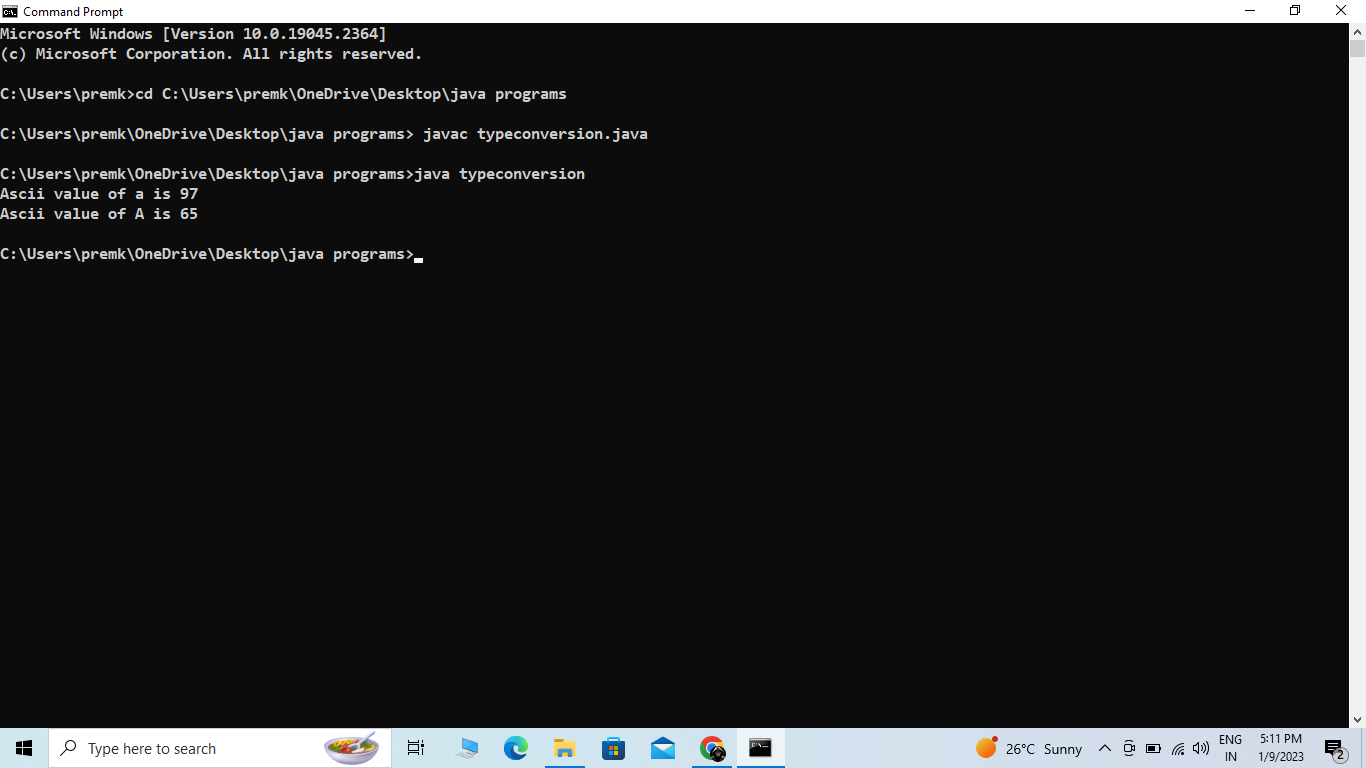 Command Prompt
Microsoft Windows [Version 10.0.19045.2364]
(c) Microsoft Corporation. All rights reserved.
C:\Users\premk>cd C:\Users\premk\OneDrive\Desktop\java programs
C:\Users\premk\OneDrive\Desktop\java programs> javac typeconversion.java
C:\Users\premk\OneDrive\Desktop\java programs>java typeconversion
Ascii value of a is 97
Ascii value of A is 65
C:\Users\premk\OneDrive\Desktop\java programs>
Type here to search
26°C Sunny
ENG
IN
5:11 PM
1/9/2023
2